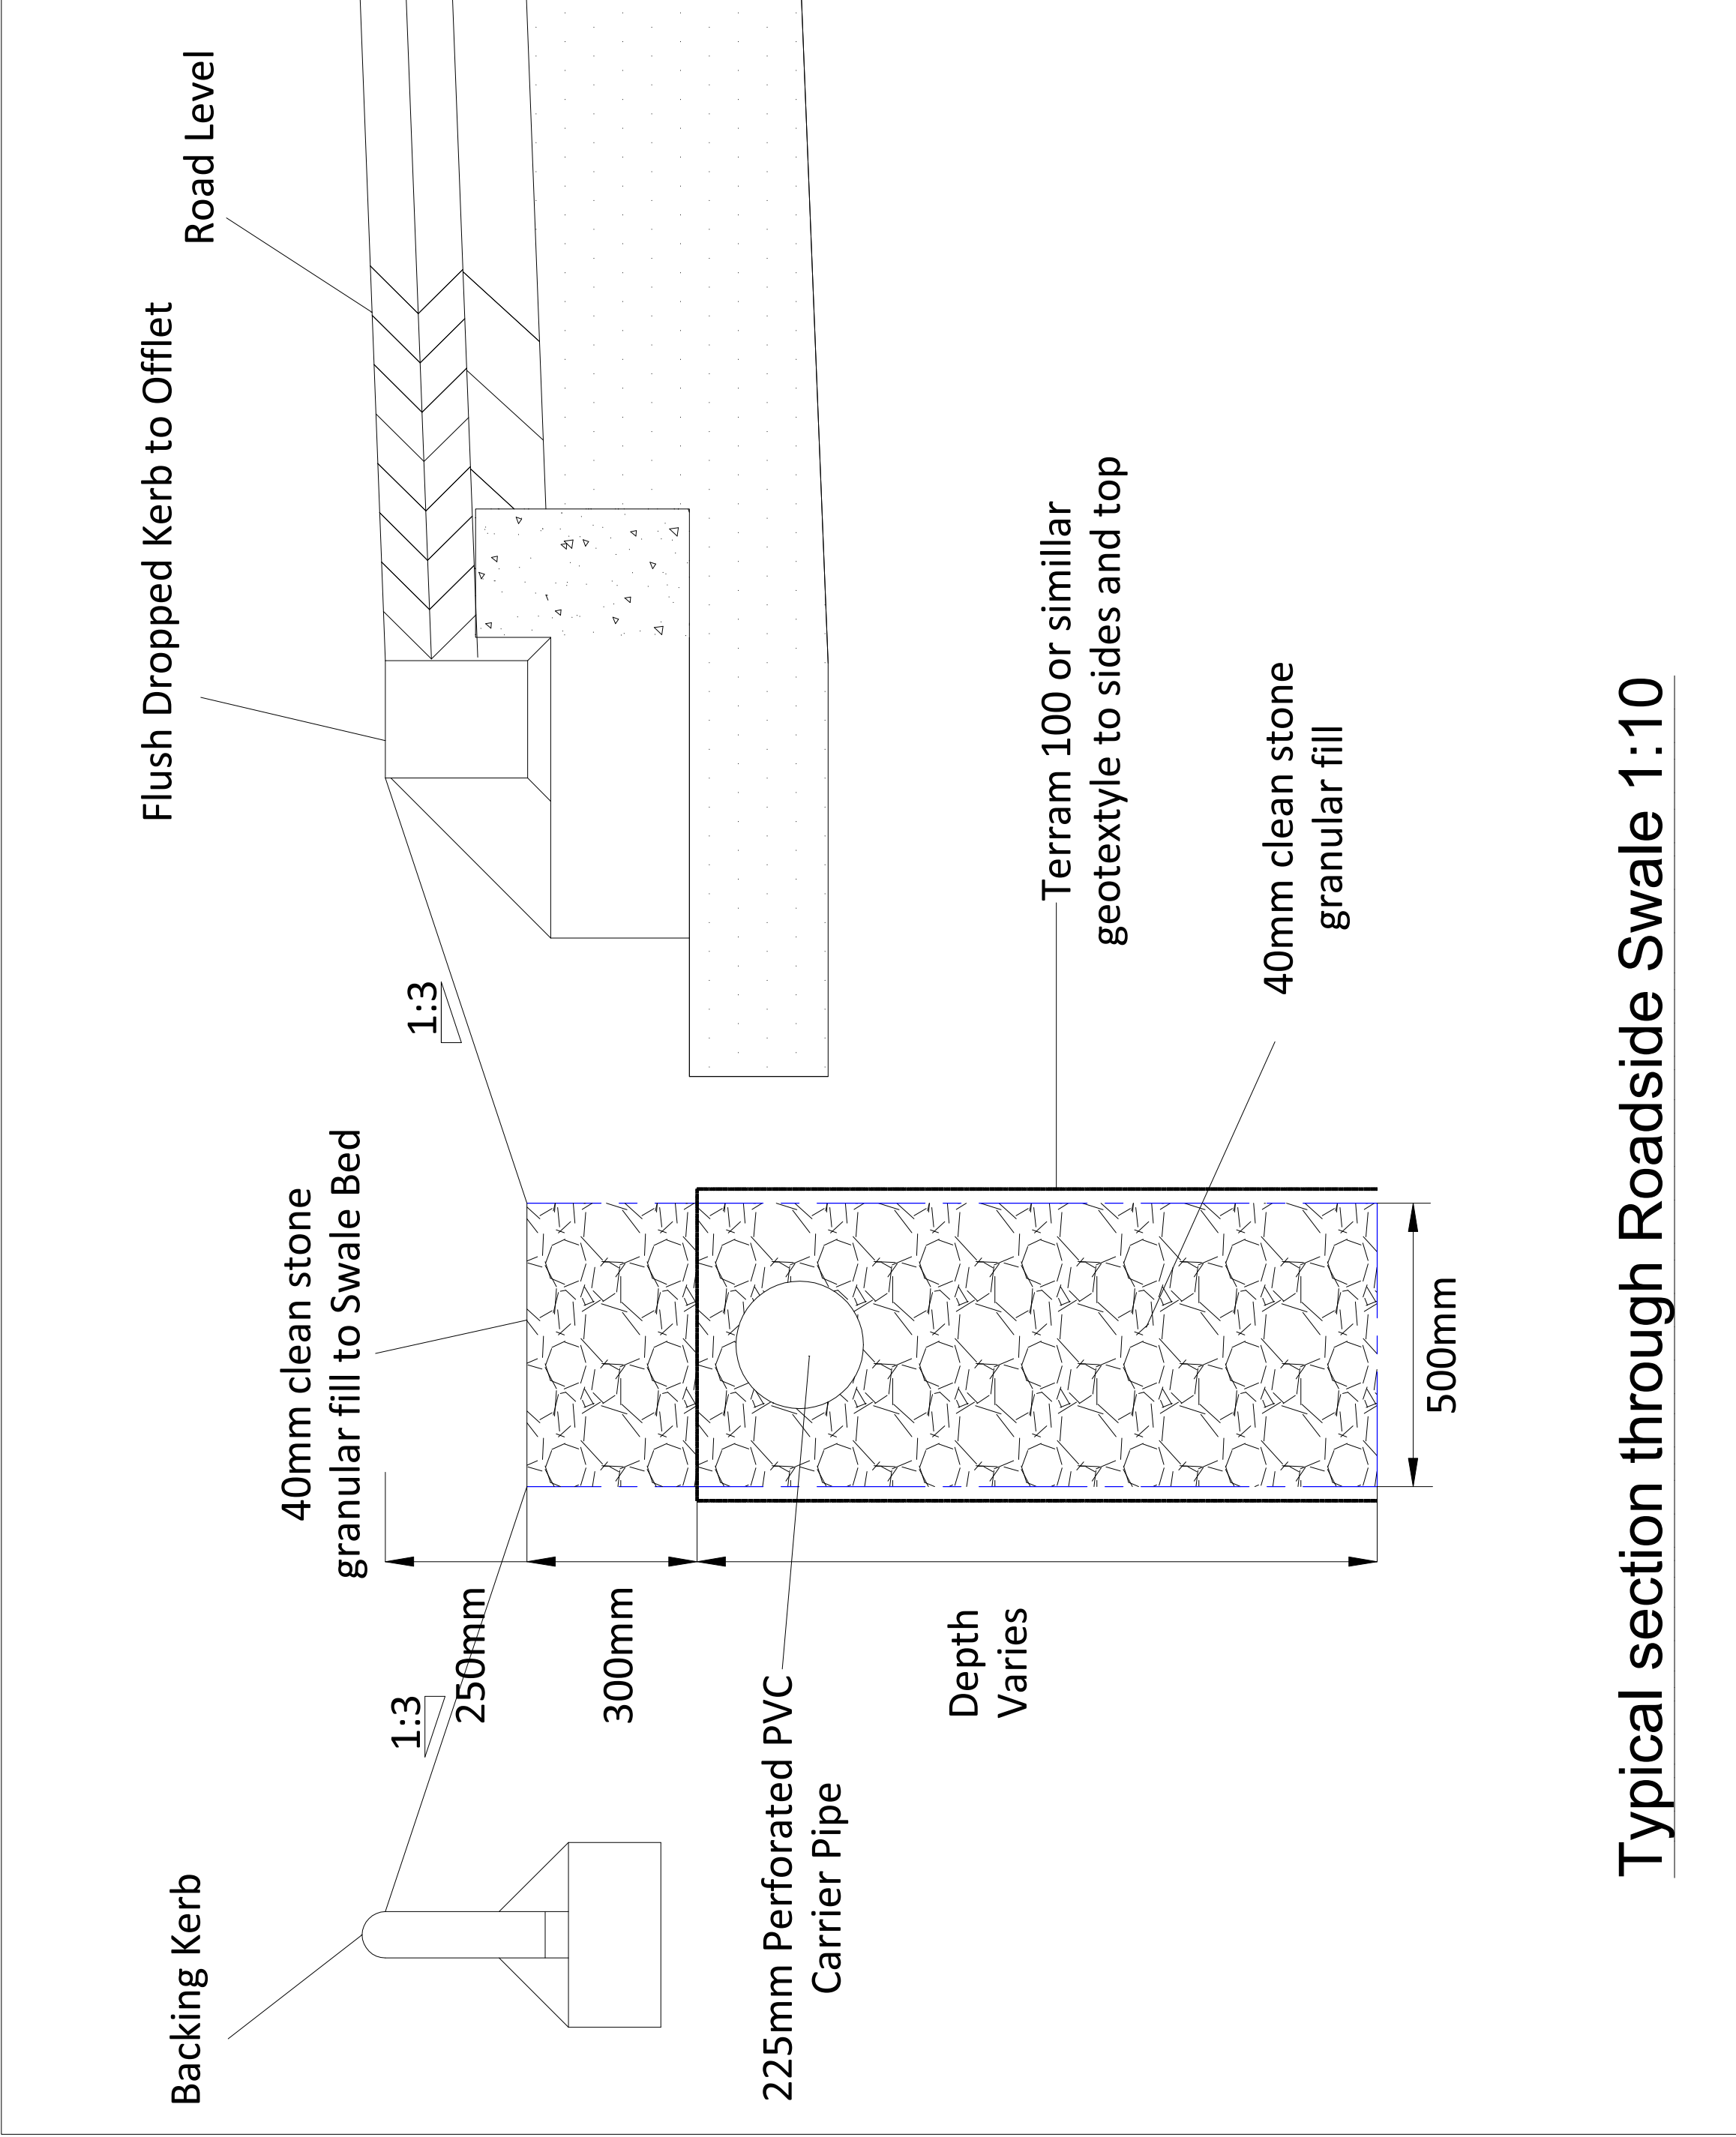 Backing Kerb
Flush Dropped Kerb to Offlet
Road Level
40mm clean stone
granular fill to Swale Bed
1:3
1:3
250mm
300mm
225mm Perforated PVC
Carrier Pipe
Depth
Varies
Terram 100 or simillar
geotextyle to sides and top
40mm clean stone
granular fill
500mm
Typical section through Roadside Swale 1:10